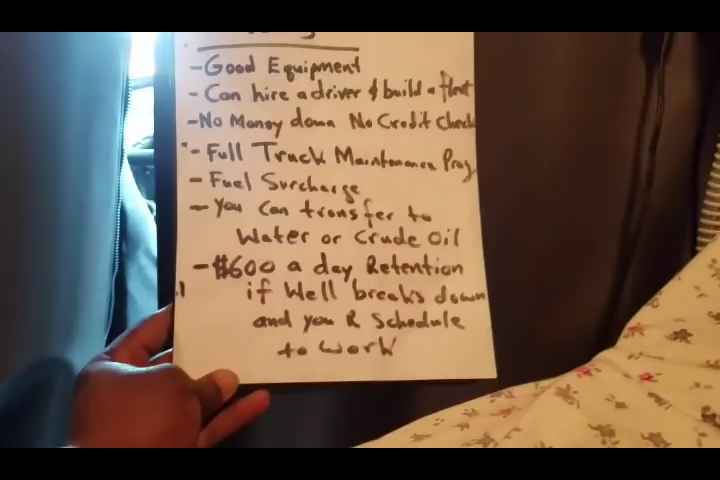 - Good Equipment
- Can hire a driver & build a fleet
- No Money down No Credit Check
- Full Truck Maintenance Prog
- Fuel Surcharge
- You Can transfer to
Water or Crude Oil
- $600 a day Retention
if Well breaks down
and you R Schedule
to work